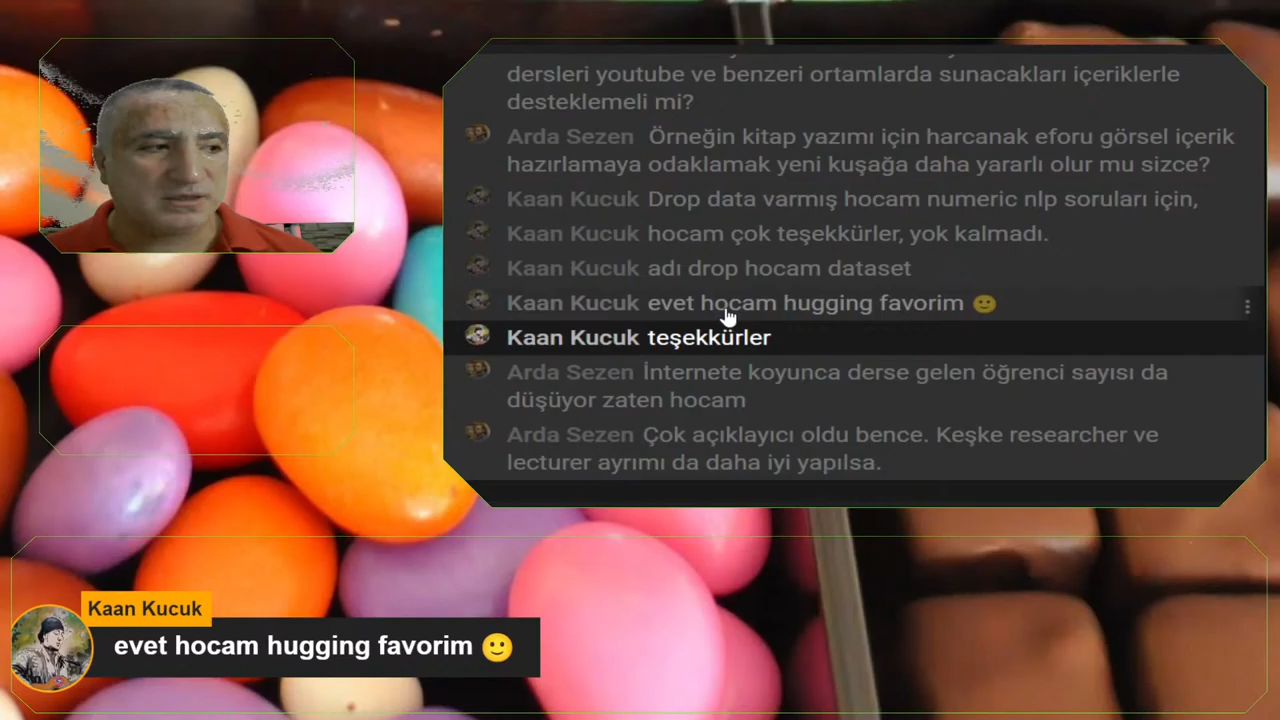 dersleri youtube ve benzeri ortamlarda sunacakları içeriklerle
desteklemeli mi?
Arda Sezen Örneğin kitap yazımı için harcanak eforu görsel içerik
hazırlamaya odaklamak yeni kuşağa daha yararlı olur mu sizce?
Kaan Kucuk Drop data varmış hocam numeric nlp soruları için,
Kaan Kucuk hocam çok teşekkürler, yok kalmadı.
Kaan Kucuk adı drop hocam dataset
Kaan Kucuk evet hocam hugging favorim 🙂
Kaan Kucuk teşekkürler
Arda Sezen İnternete koyunca derse gelen öğrenci sayısı da
düşüyor zaten hocam
Arda Sezen Çok açıklayıcı oldu bence. Keşke researcher ve
lecturer ayrımı da daha iyi yapılsa.
Kaan Kucuk
evet hocam hugging favorim 🙂